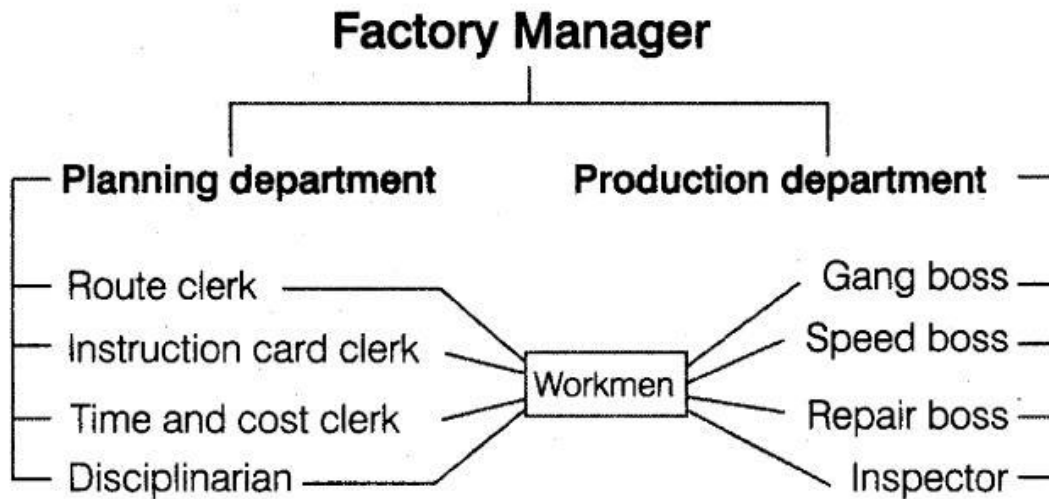 Factory Manager
Planning department
Production department
Route clerk
Instruction card clerk
Time and cost clerk
Disciplinarian
Workmen
Gang boss
Speed boss
Repair boss
Inspector